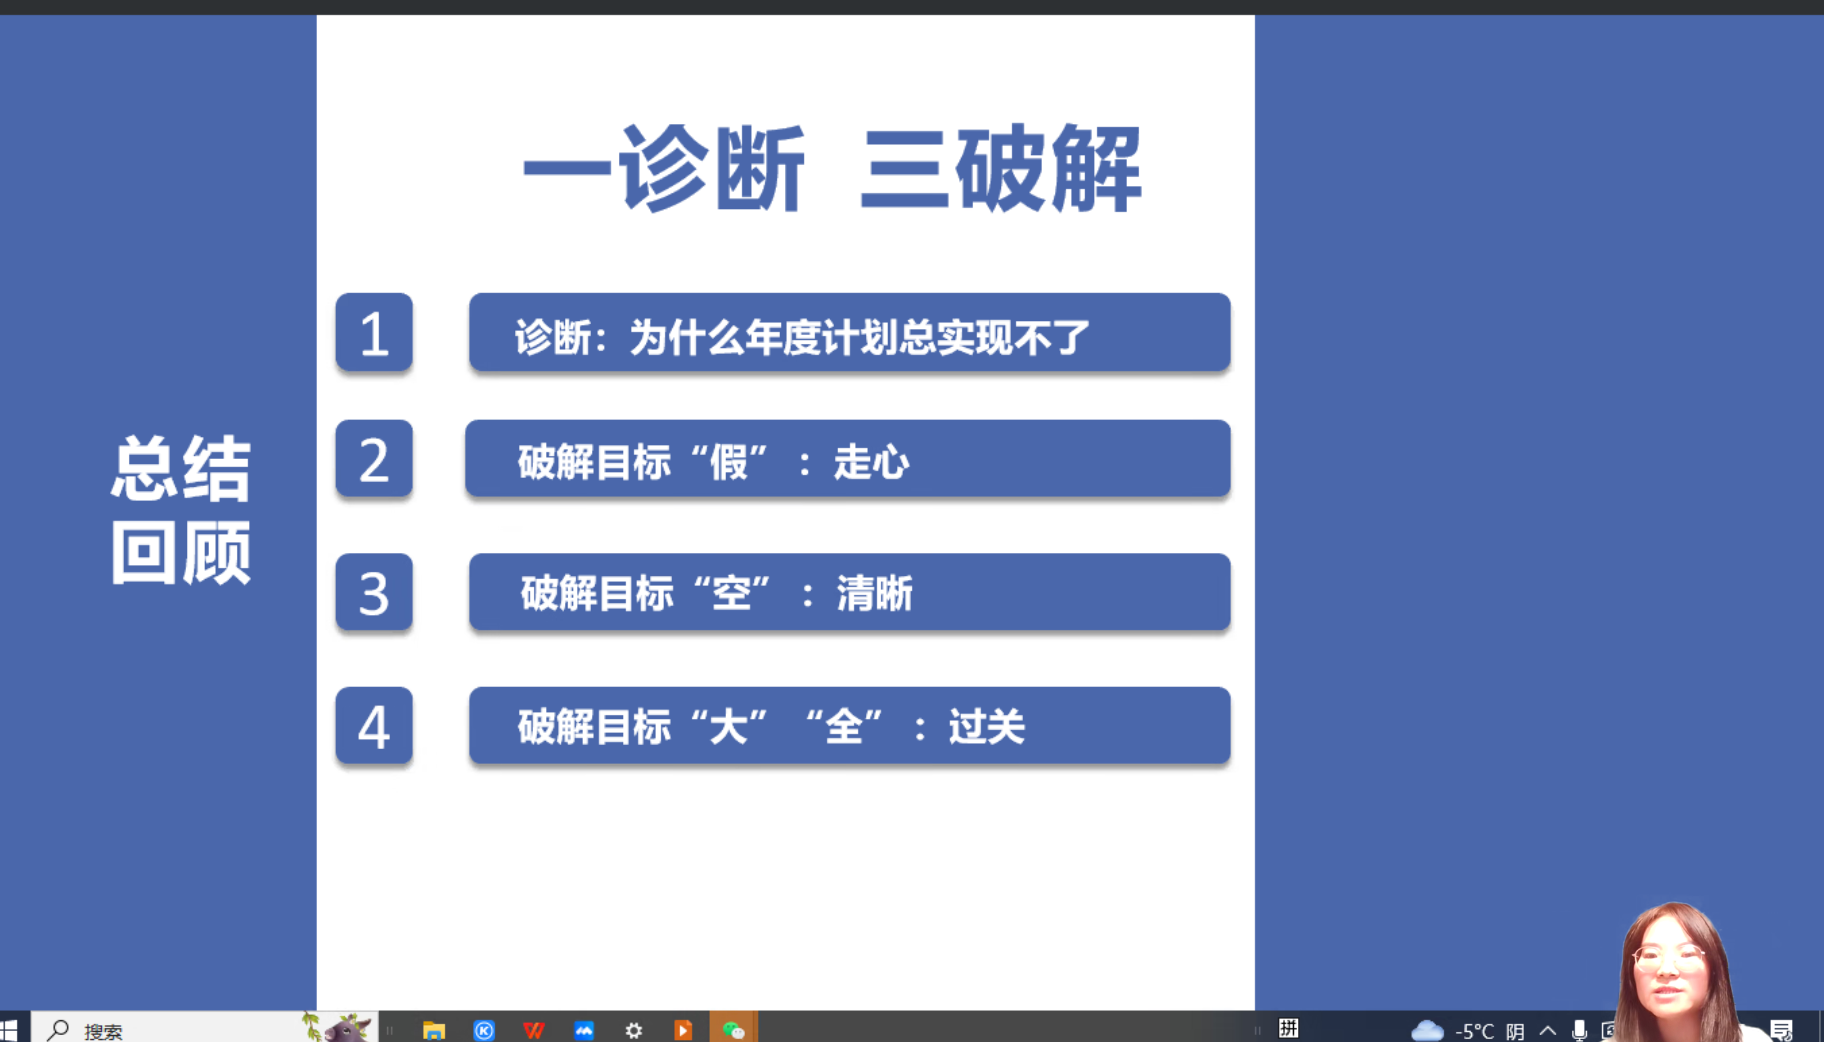 一诊断 三破解
总结
回顾
1
诊断：为什么年度计划总实现不了
2
破解目标“假”：走心
3
破解目标“空”：清晰
4
破解目标“大”“全”：过关
搜索
拼
-5°C 阴